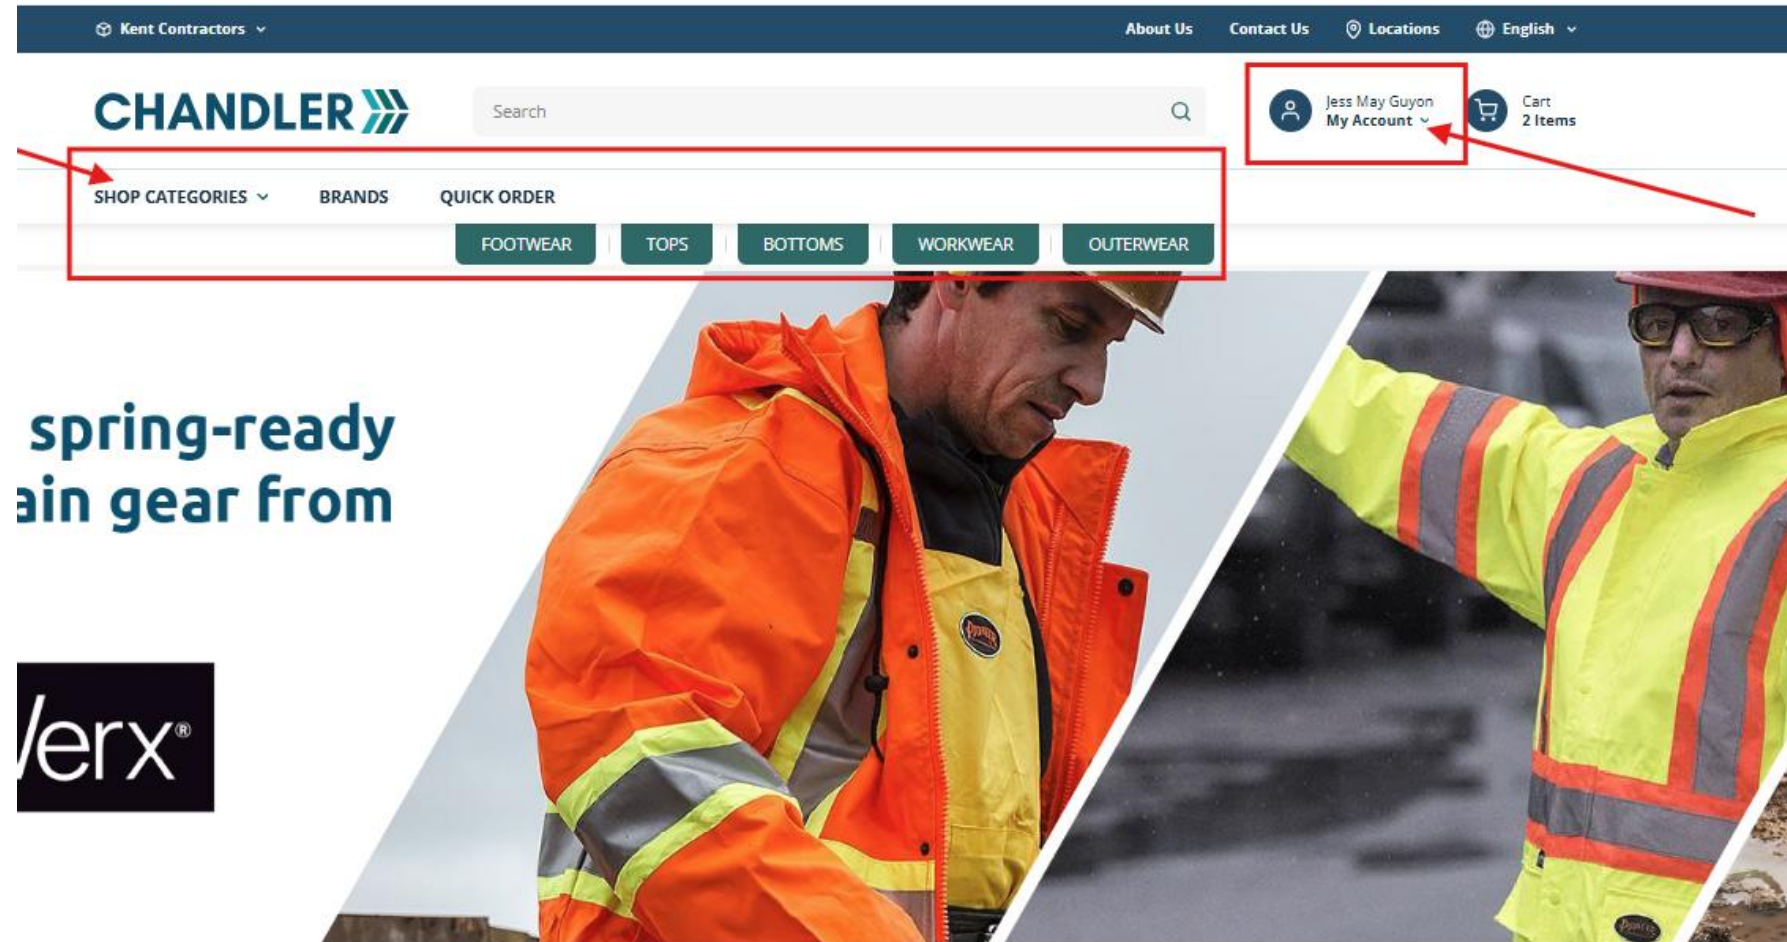 Kent Contractors
About Us
Contact Us
Locations
English
CHANDLER
Search
Jess May Guyon
My Account
Cart
2 Items
SHOP CATEGORIES
BRANDS
QUICK ORDER
FOOTWEAR
TOPS
BOTTOMS
WORKWEAR
OUTERWEAR
spring-ready
ain gear from
erx®
PIONEER